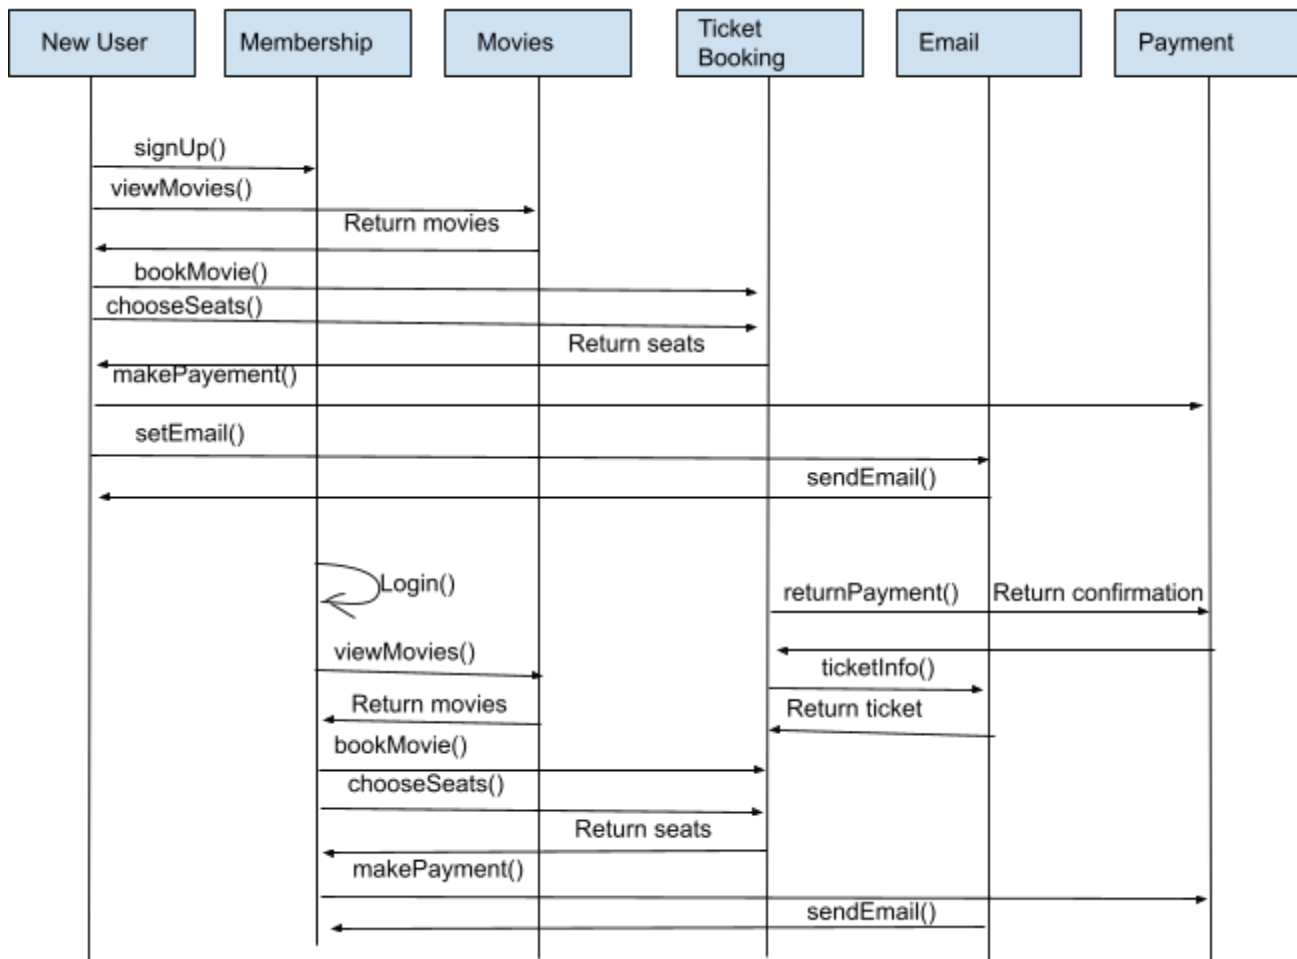 New User
Membership
Movies
Ticket
Booking
Email
Payment
signUp()
viewMovies()
Return movies
bookMovie()
chooseSeats()
Return seats
makePayement()
setEmail()
sendEmail()
Login()
returnPayment()
Return confirmation
viewMovies()
ticketInfo()
Return movies
Return ticket
bookMovie()
chooseSeats()
Return seats
makePayment()
sendEmail()